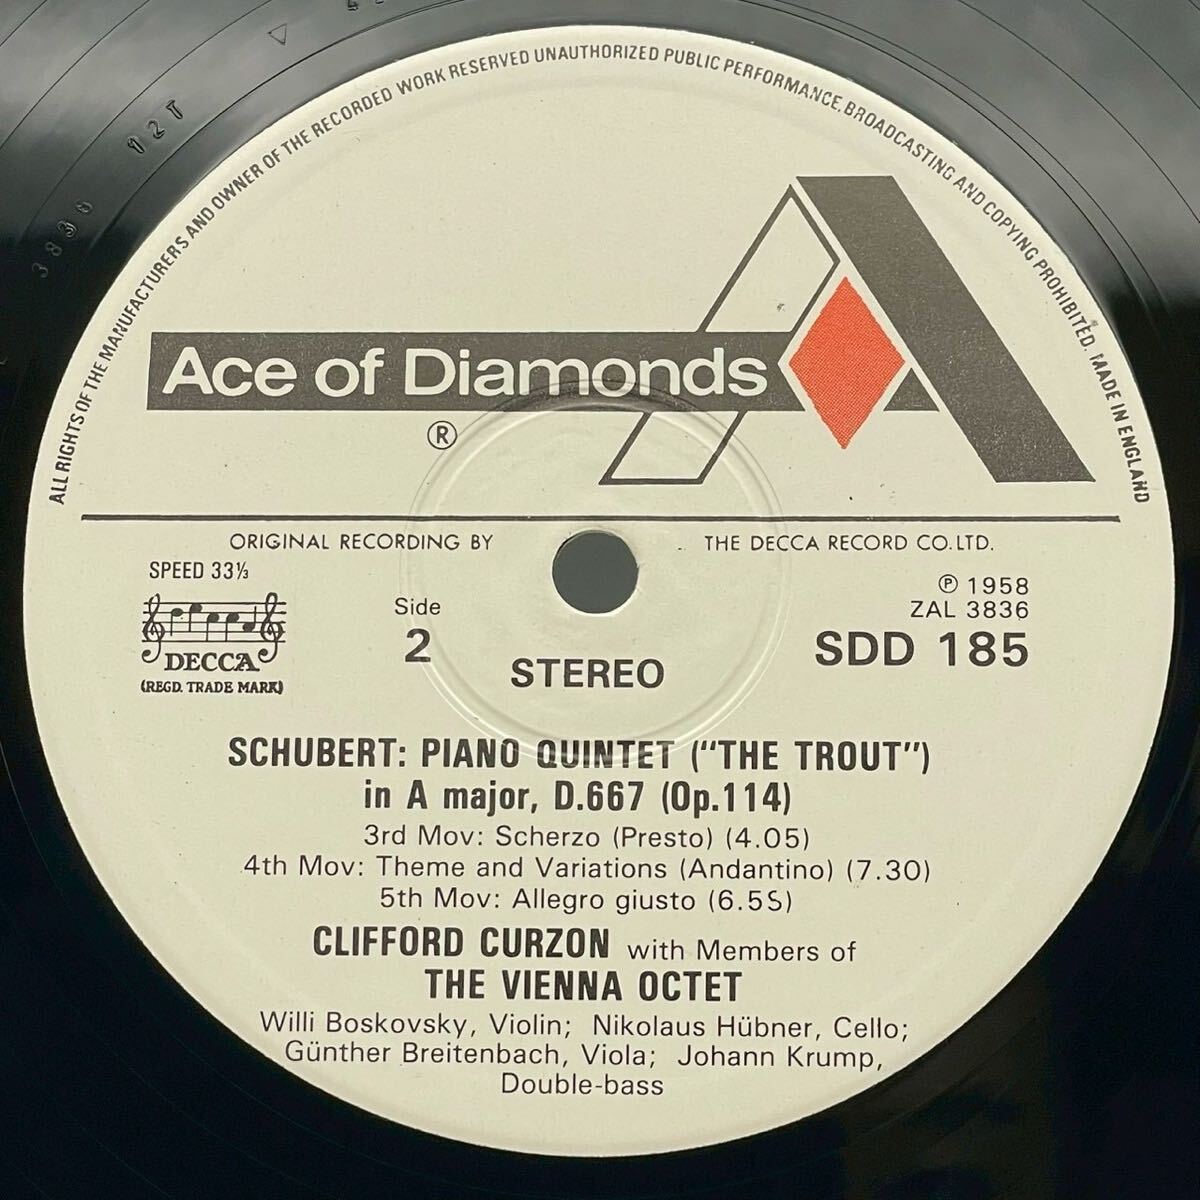 ALL RIGHTS OF THE MANUFACTURERS AND OWNER OF THE RECORDED WORK RESERVED UNAUTHORIZED PUBLIC PERFORMANCE, BROADCASTING AND COPYING PROHIBITED. MADE IN ENGLAND
3836 12T
Ace of Diamonds
®
ORIGINAL RECORDING BY THE DECCA RECORD CO. LTD.
SPEED 33⅓
DECCA
(REGD. TRADE MARK)
Side
2
STEREO
℗ 1958
ZAL 3836
SDD 185
SCHUBERT: PIANO QUINTET ("THE TROUT")
in A major, D.667 (Op.114)
3rd Mov: Scherzo (Presto) (4.05)
4th Mov: Theme and Variations (Andantino) (7.30)
5th Mov: Allegro giusto (6.5S)
CLIFFORD CURZON with Members of
THE VIENNA OCTET
Willi Boskovsky, Violin; Nikolaus Hübner, Cello;
Günther Breitenbach, Viola; Johann Krump,
Double-bass